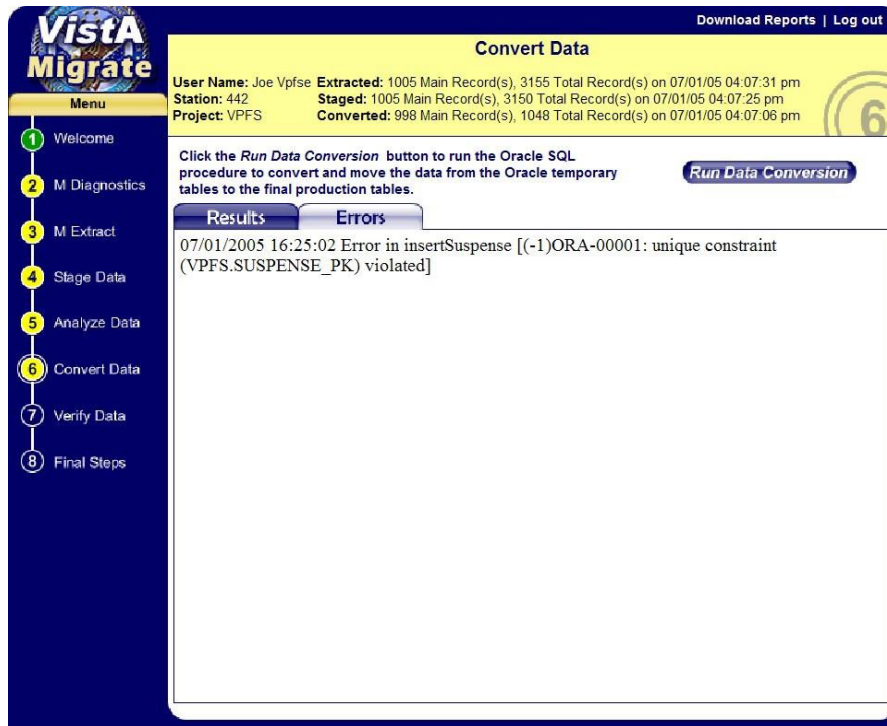 VistA
Migrate
Download Reports | Log out
Convert Data
User Name: Joe Vpfse Extracted: 1005 Main Record(s), 3155 Total Record(s) on 07/01/05 04:07:31 pm
Station: 442 Staged: 1005 Main Record(s), 3150 Total Record(s) on 07/01/05 04:07:25 pm
Project: VPFS Converted: 998 Main Record(s), 1048 Total Record(s) on 07/01/05 04:07:06 pm
6
Menu
1 Welcome
2 M Diagnostics
3 M Extract
4 Stage Data
5 Analyze Data
6 Convert Data
7 Verify Data
8 Final Steps
Click the Run Data Conversion button to run the Oracle SQL
procedure to convert and move the data from the Oracle temporary
tables to the final production tables.
Run Data Conversion
Results Errors
07/01/2005 16:25:02 Error in insertSuspense [(-1)ORA-00001: unique constraint
(VPFS.SUSPENSE_PK) violated]